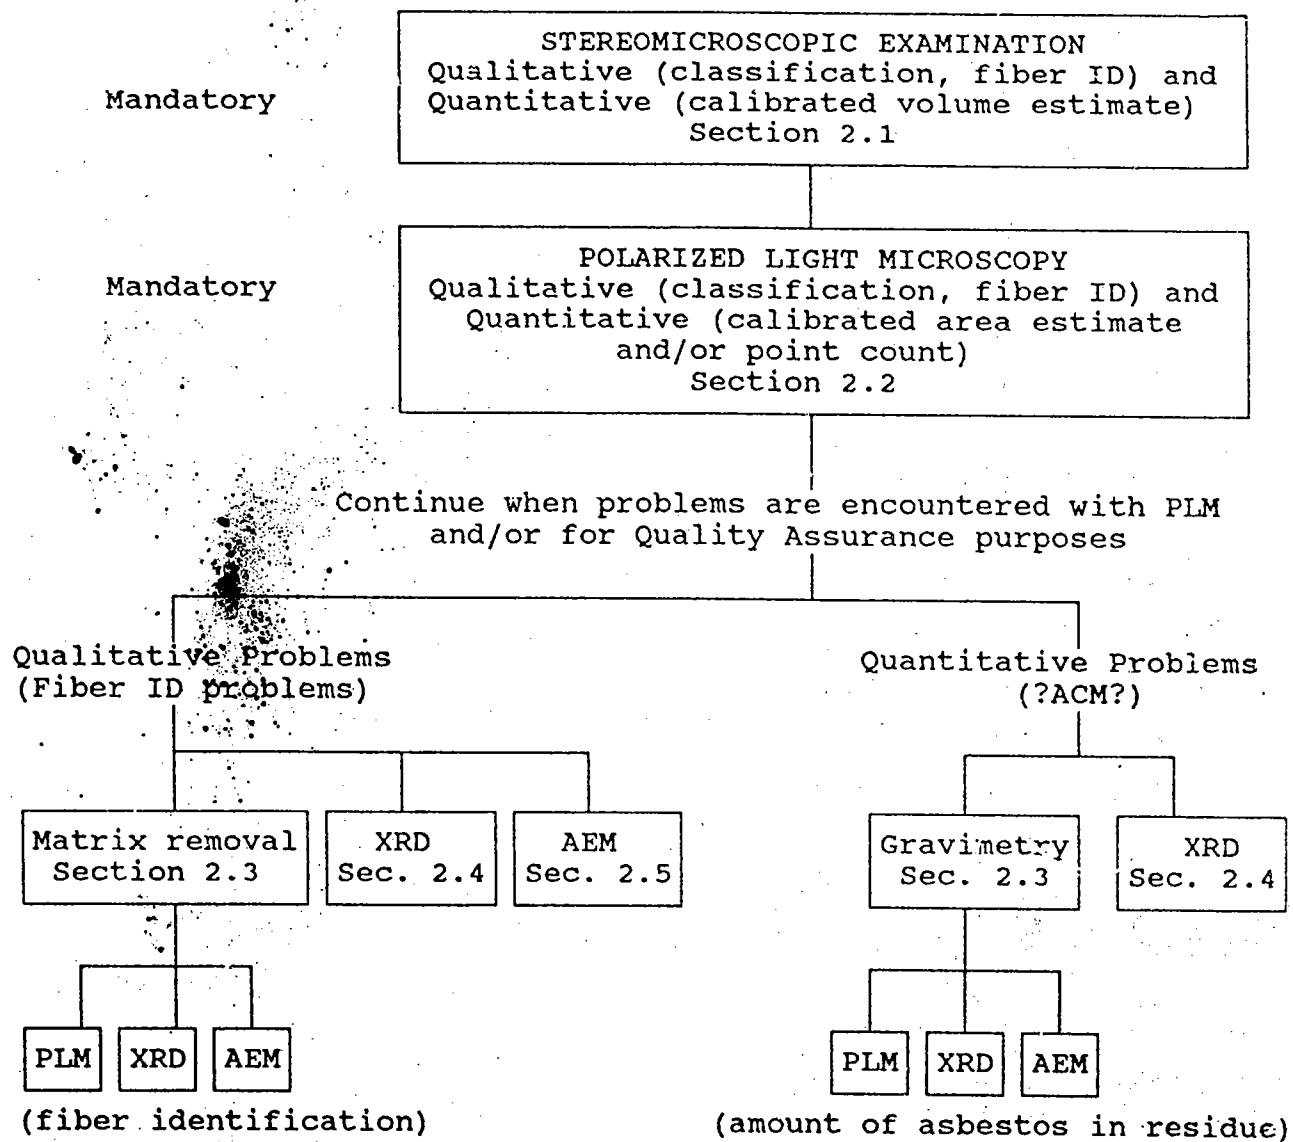 STEREOMICROSCOPIC EXAMINATION
Qualitative (classification, fiber ID) and
Quantitative (calibrated volume estimate)
Section 2.1
Mandatory
POLARIZED LIGHT MICROSCOPY
Qualitative (classification, fiber ID) and
Quantitative (calibrated area estimate
and/or point count)
Section 2.2
Mandatory
Continue when problems are encountered with PLM
and/or for Quality Assurance purposes
Qualitative Problems
(Fiber ID problems)
Quantitative Problems
(?ACM?)
Matrix removal
Section 2.3
XRD
Sec. 2.4
AEM
Sec. 2.5
Gravimetry
Sec. 2.3
XRD
Sec. 2.4
PLM
XRD
AEM
(fiber identification)
PLM
XRD
AEM
(amount of asbestos in residue)